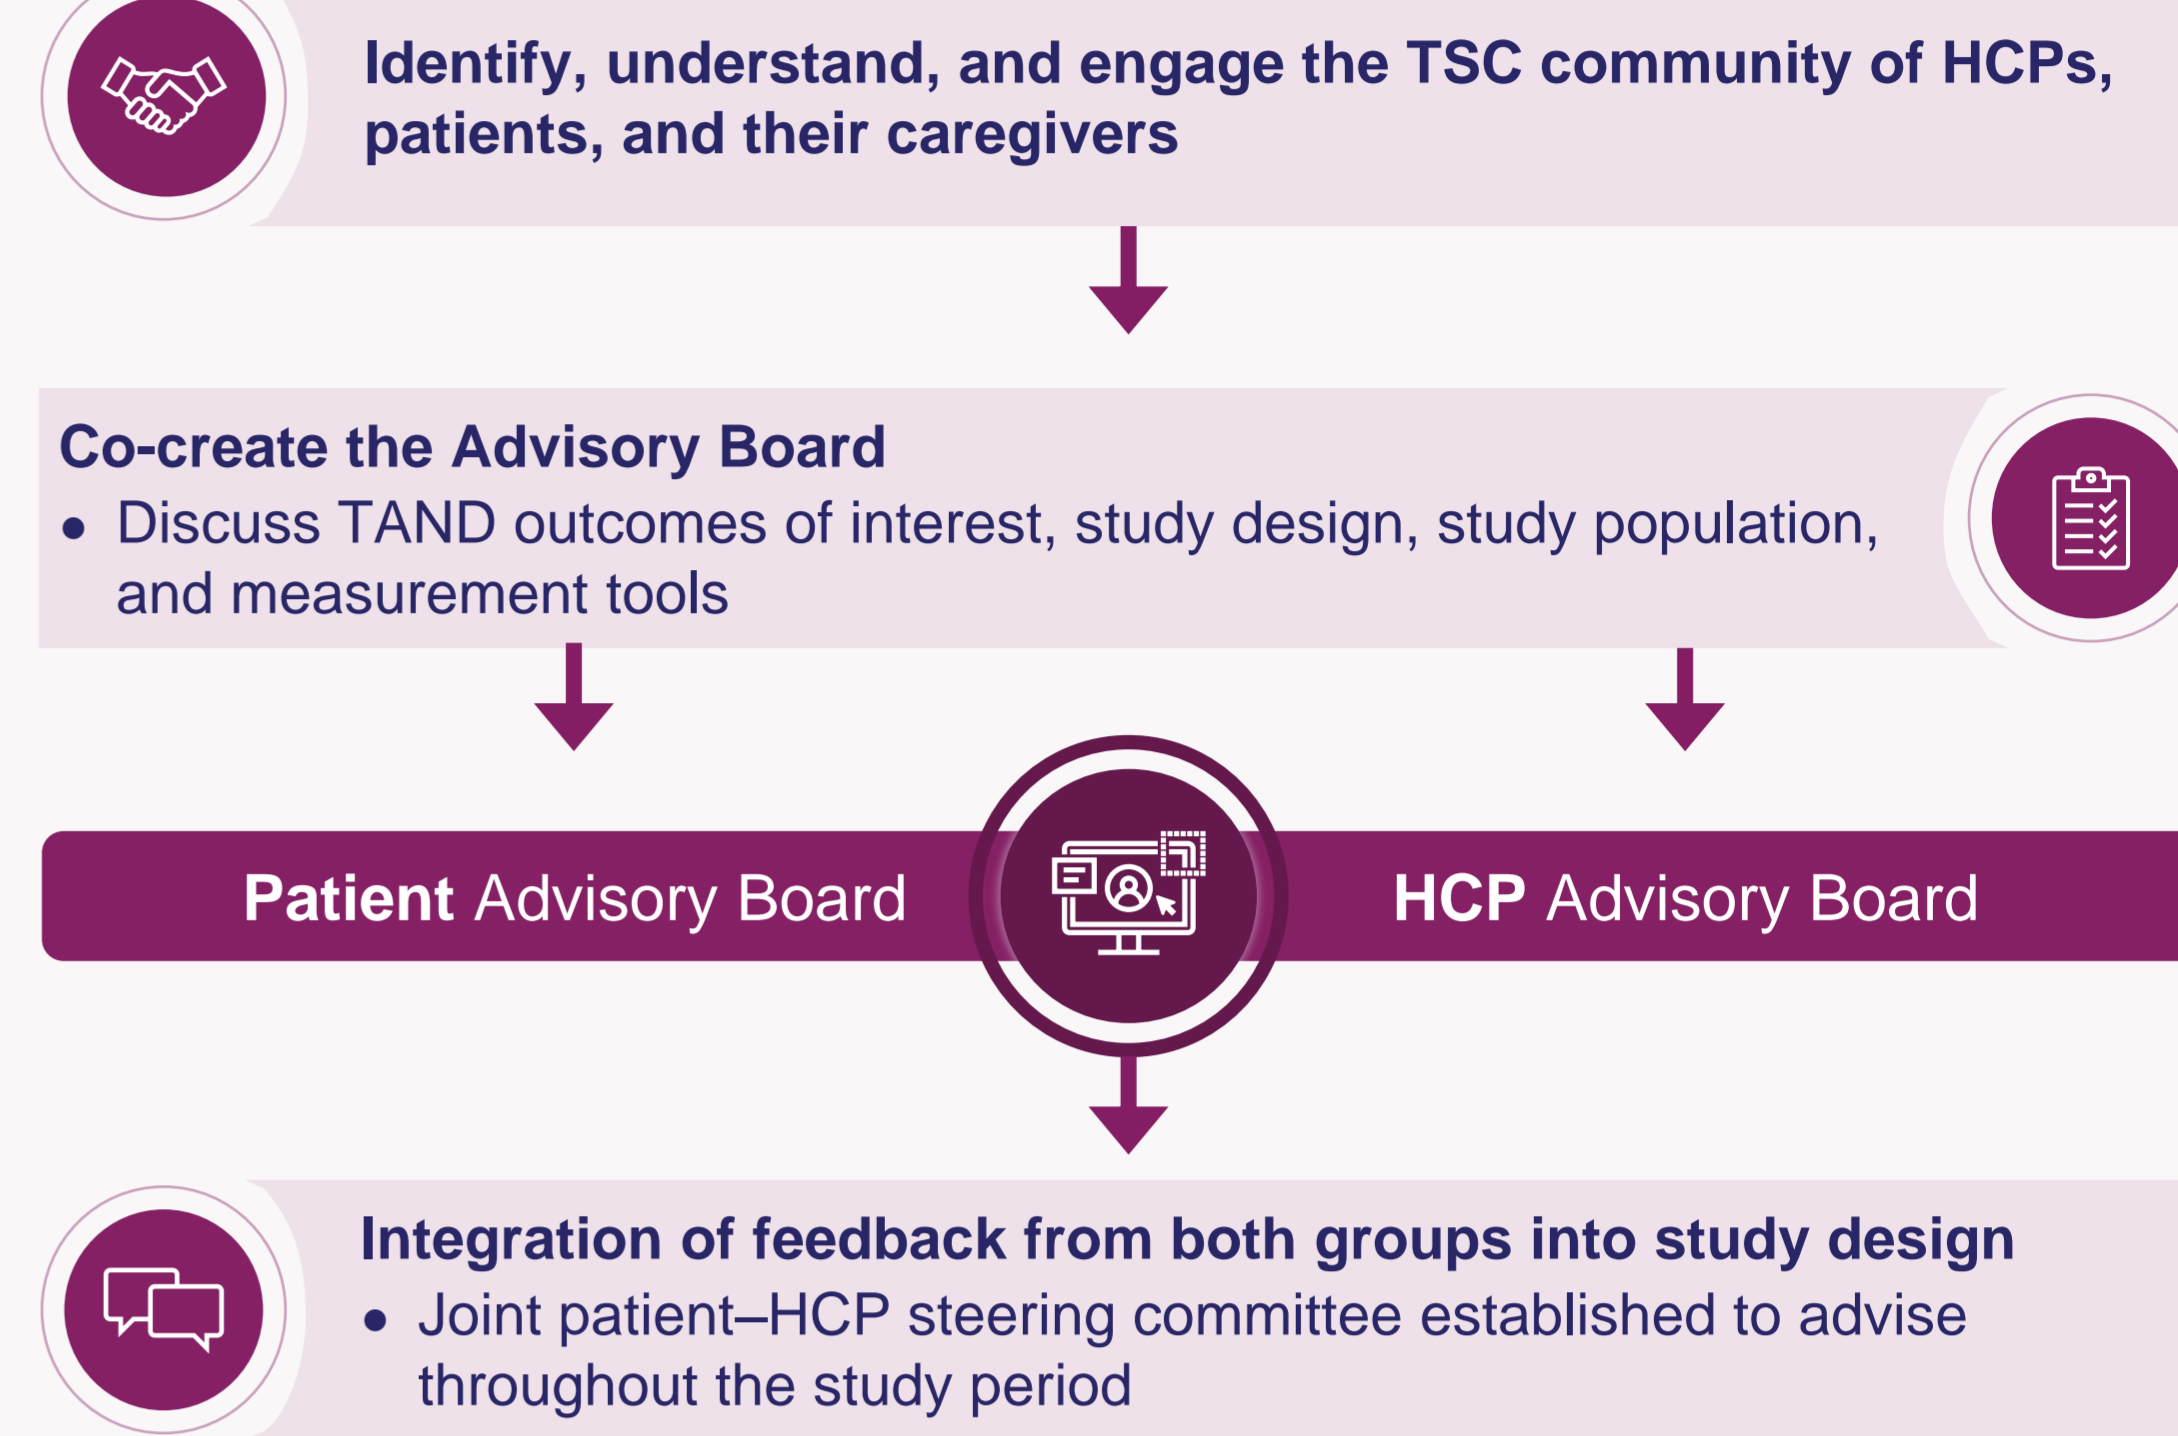 Identify, understand, and engage the TSC community of HCPs,
patients, and their caregivers
Co-create the Advisory Board
• Discuss TAND outcomes of interest, study design, study population,
and measurement tools
Patient Advisory Board
HCP Advisory Board
Integration of feedback from both groups into study design
• Joint patient–HCP steering committee established to advise
throughout the study period